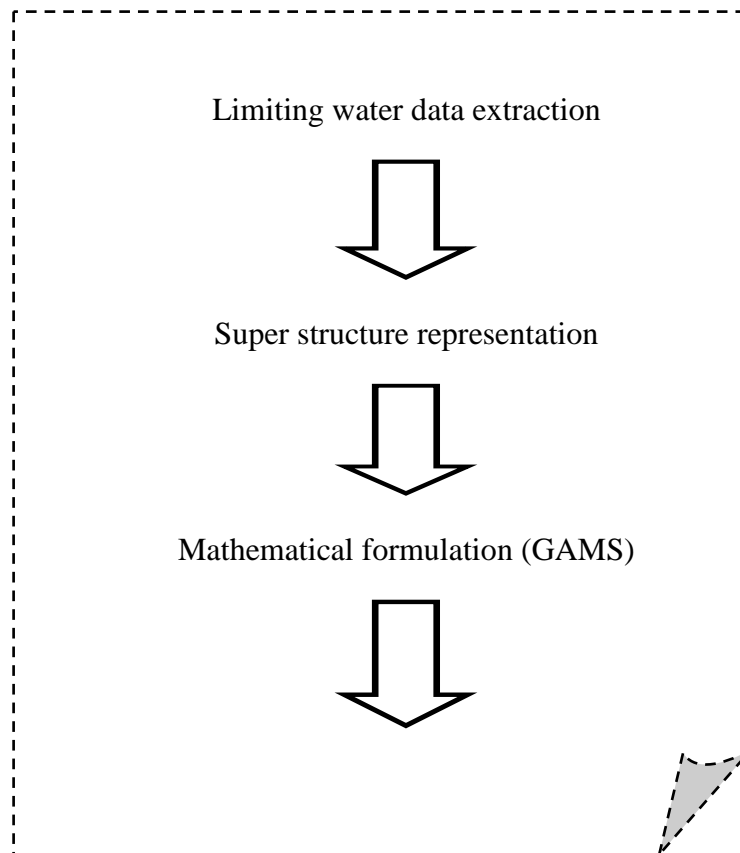 Limiting water data extraction
Super structure representation
Mathematical formulation (GAMS)